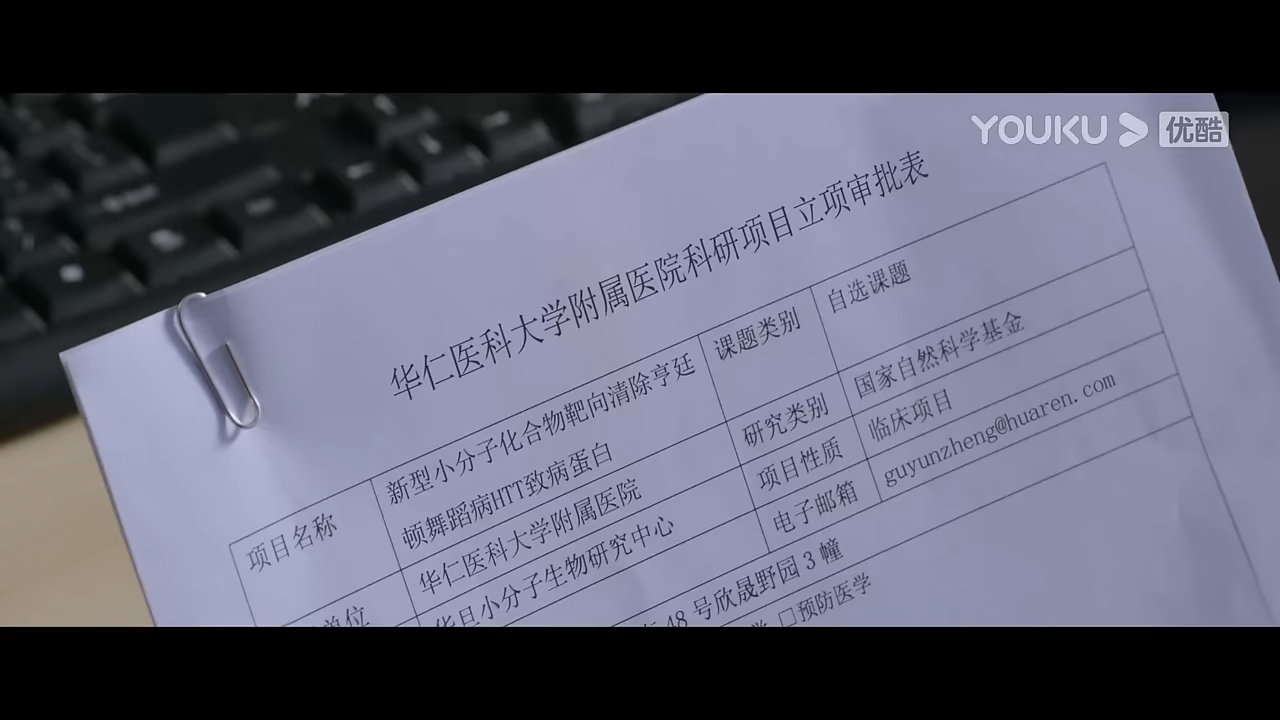 YOUKU 优酷
华仁医科大学附属医院科研项目立项审批表
项目名称
新型小分子化合物靶向清除亨廷
顿舞蹈病HTT致病蛋白
课题类别
自选课题
单位
华仁医科大学附属医院
研究类别
国家自然科学基金
华旦小分子生物研究中心
项目性质
临床项目
电子邮箱
guyunzheng@huaren.com
48 号欣晟野园 3 幢
学 □预防医学